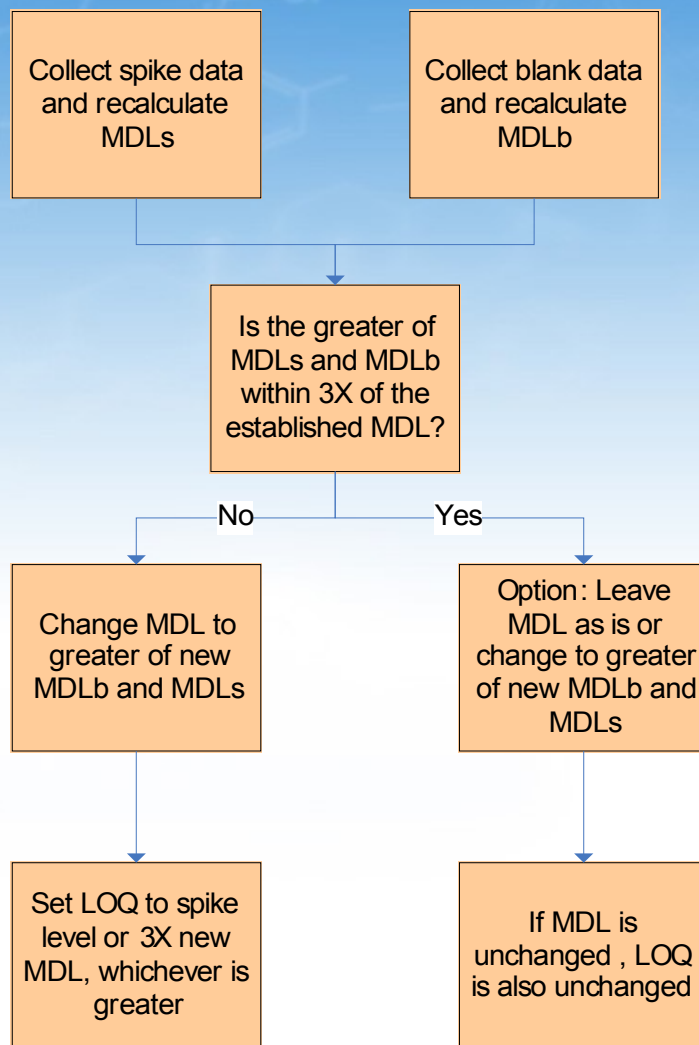 Collect spike data
and recalculate
MDLs
Collect blank data
and recalculate
MDLb
Is the greater of
MDLs and MDLb
within 3X of the
established MDL?
No
Yes
Change MDL to
greater of new
MDLb and MDLs
Option: Leave
MDL as is or
change to greater
of new MDLb and
MDLs
Set LOQ to spike
level or 3X new
MDL, whichever is
greater
If MDL is
unchanged , LOQ
is also unchanged